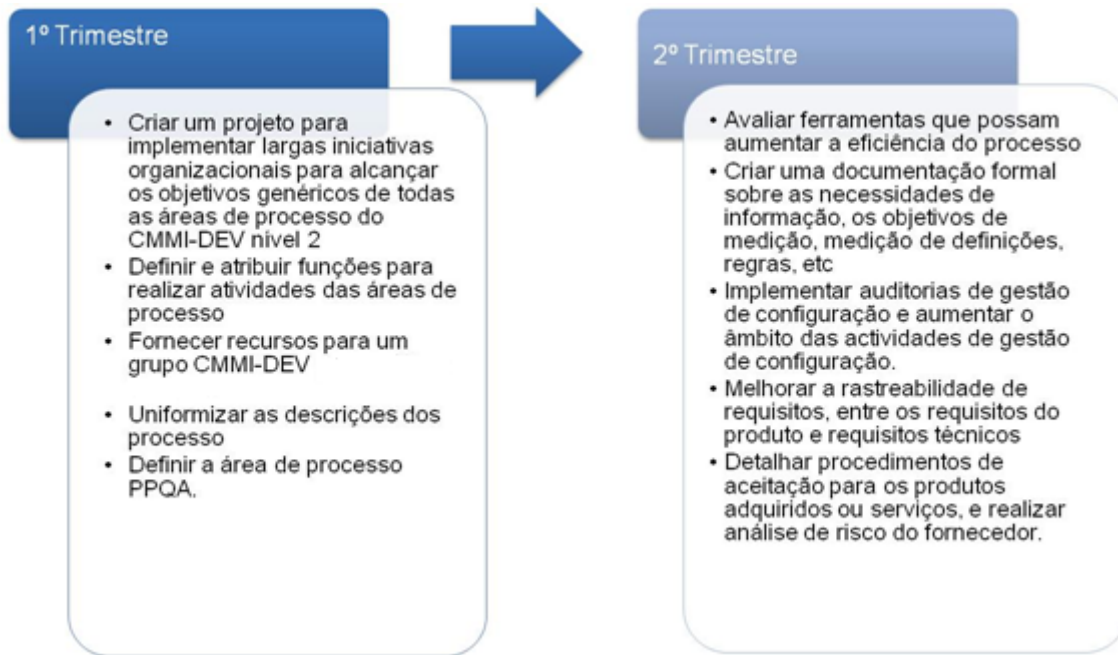 1º Trimestre
• Criar um projeto para
implementar largas iniciativas
organizacionais para alcançar
os objetivos genéricos de todas
as áreas de processo do
CMMI-DEV nível 2
• Definir e atribuir funções para
realizar atividades das áreas de
processo
• Fornecer recursos para um
grupo CMMI-DEV
• Uniformizar as descrições dos
processo
• Definir a área de processo
PPQA.
2º Trimestre
• Avaliar ferramentas que possam
aumentar a eficiência do processo
• Criar uma documentação formal
sobre as necessidades de
informação, os objetivos de
medição, medição de definições,
regras, etc
• Implementar auditorias de gestão
de configuração e aumentar o
âmbito das actividades de gestão
de configuração.
• Melhorar a rastreabilidade de
requisitos, entre os requisitos do
produto e requisitos técnicos
• Detalhar procedimentos de
aceitação para os produtos
adquiridos ou serviços, e realizar
análise de risco do fornecedor.